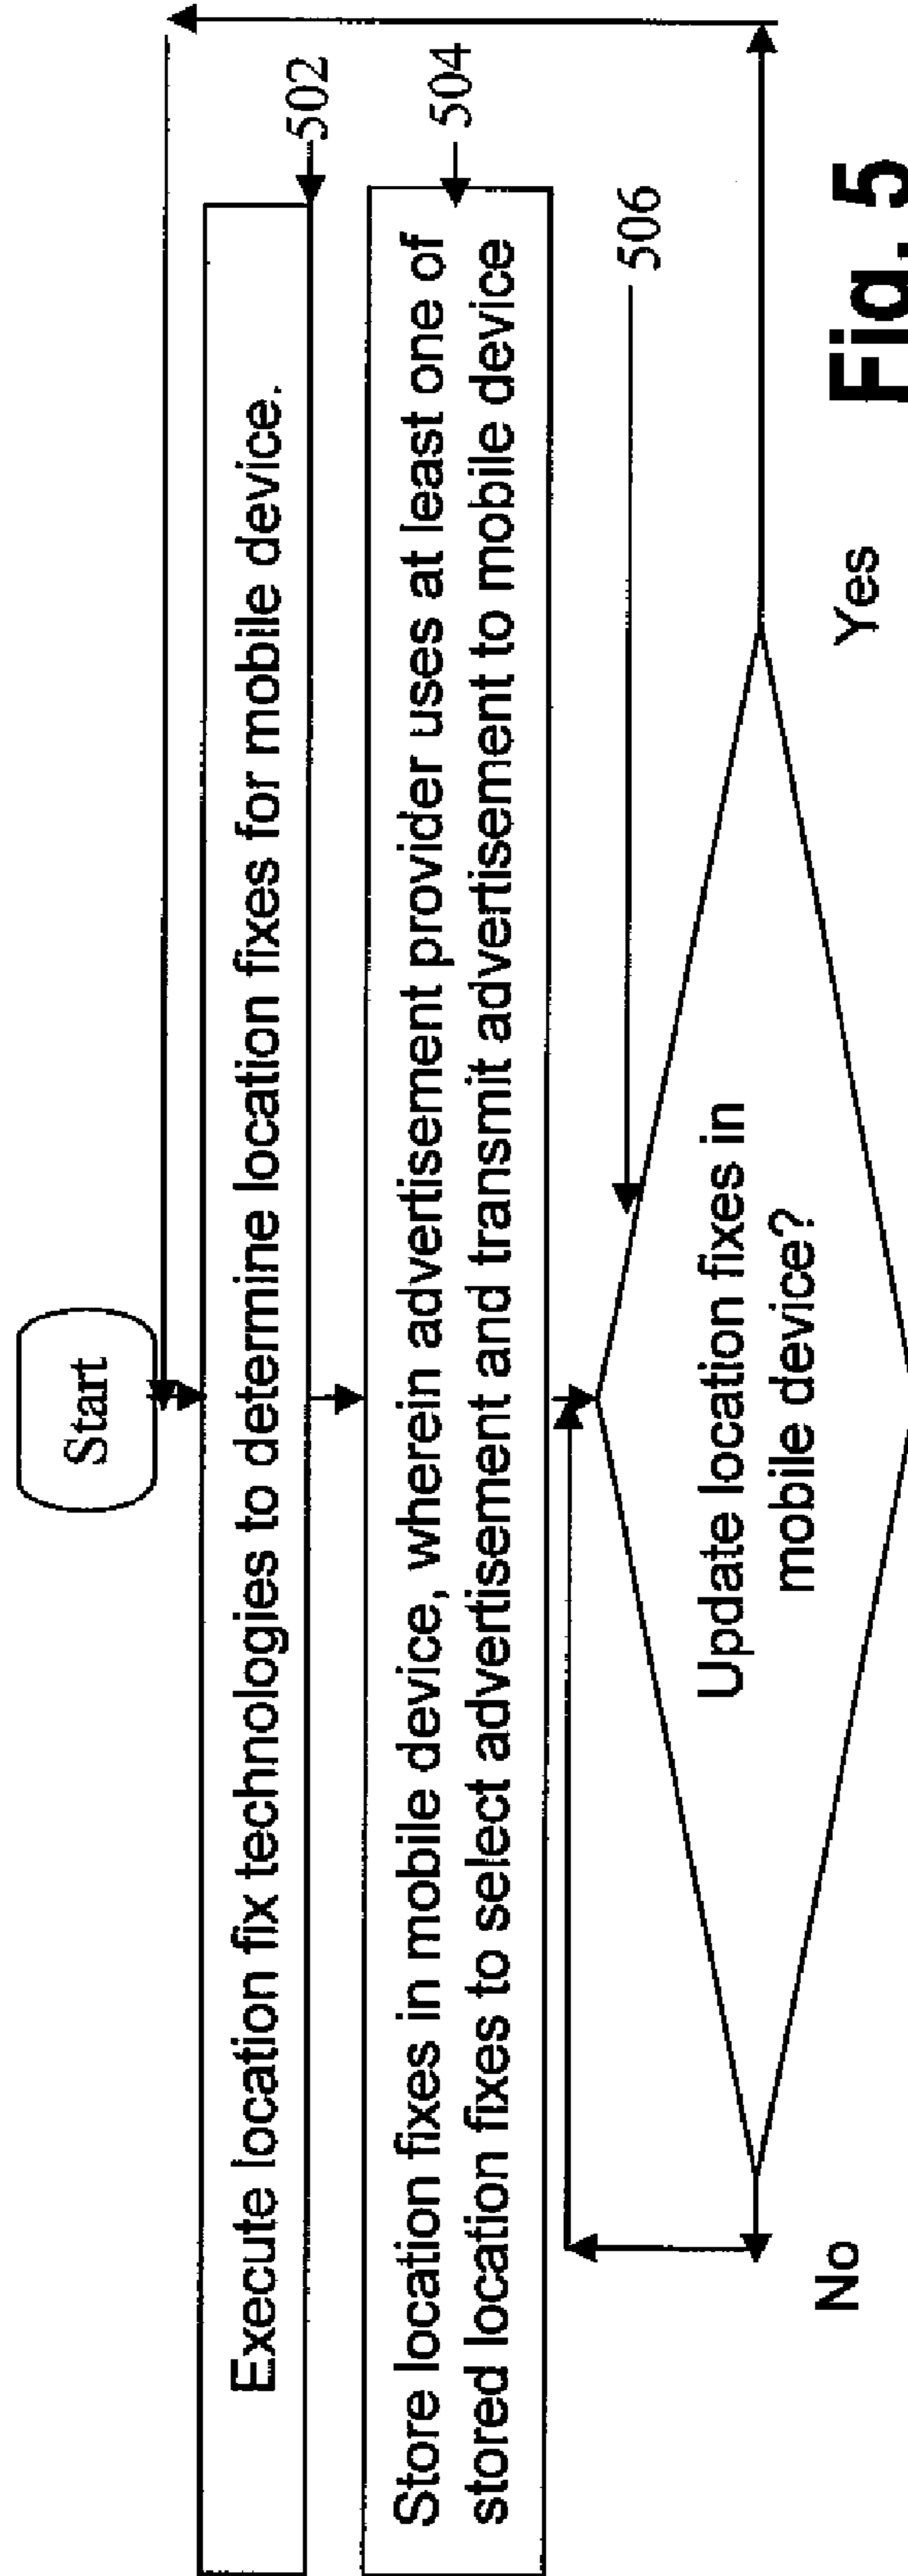 Start
Execute location fix technologies to determine location fixes for mobile device.
502
Store location fixes in mobile device, wherein advertisement provider uses at least one of
stored location fixes to select advertisement and transmit advertisement to mobile device
504
506
Update location fixes in
mobile device?
No
Yes
Fig. 5